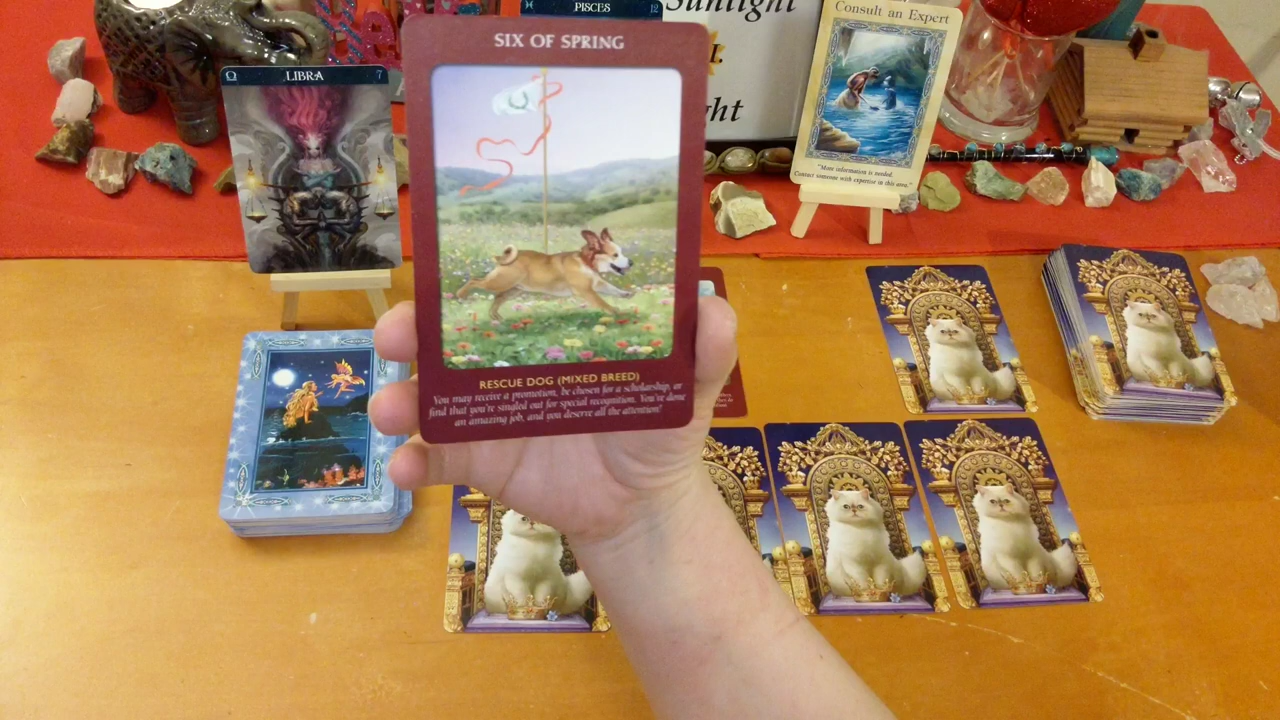 ♓ PISCES 12
Sunlight
Consult an Expert
SIX OF SPRING
♎ LIBRA 7
ght
"More information is needed.
Contact someone with expertise in this area."
RESCUE DOG (MIXED BREED)
You may receive a promotion, be chosen for a scholarship, or
find that you're singled out for special recognition. You've done
an amazing job, and you deserve all the attention!